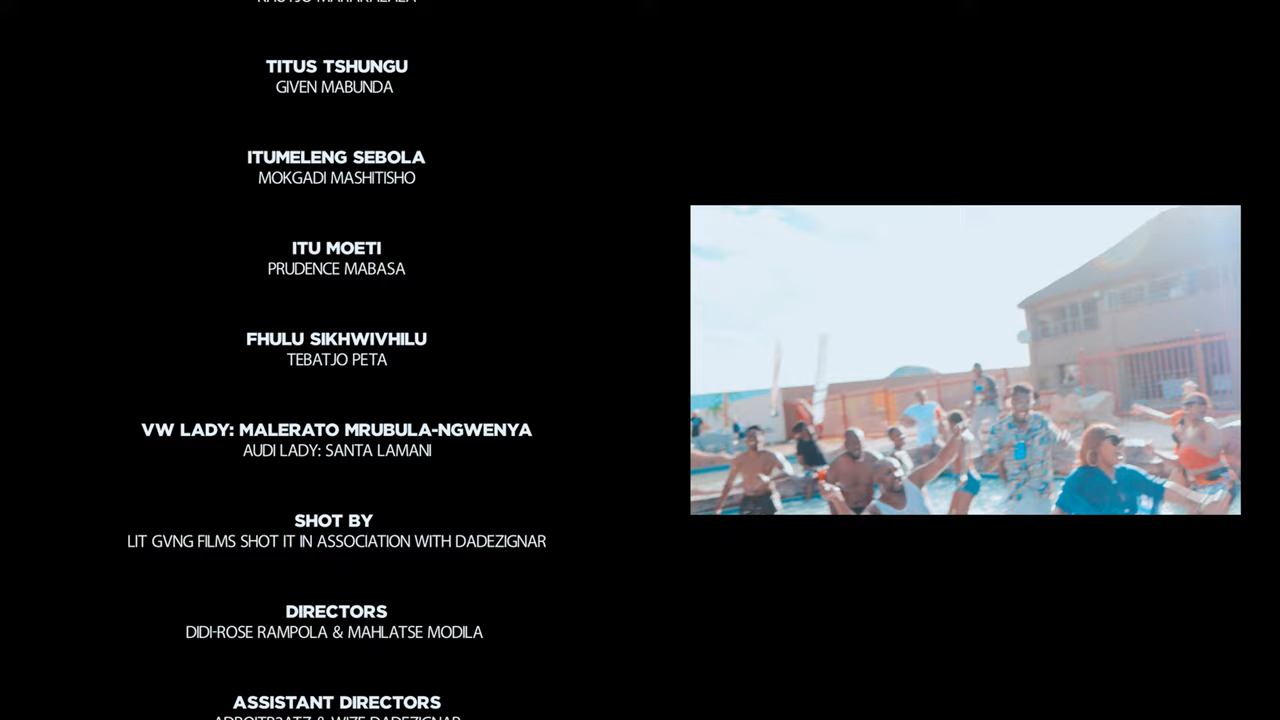 TITUS TSHUNGU
GIVEN MABUNDA
ITUMELENG SEBOLA
MOKGADI MASHITISHO
ITU MOETI
PRUDENCE MABASA
FHULU SIKHWIVHILU
TEBATJO PETA
VW LADY: MALERATO MRUBULA-NGWENYA
AUDI LADY: SANTA LAMANI
SHOT BY
LIT GVNG FILMS SHOT IT IN ASSOCIATION WITH DADEZIGNAR
DIRECTORS
DIDI-ROSE RAMPOLA & MAHLATSE MODILA
ASSISTANT DIRECTORS
& WIZE DADEZIGNAR